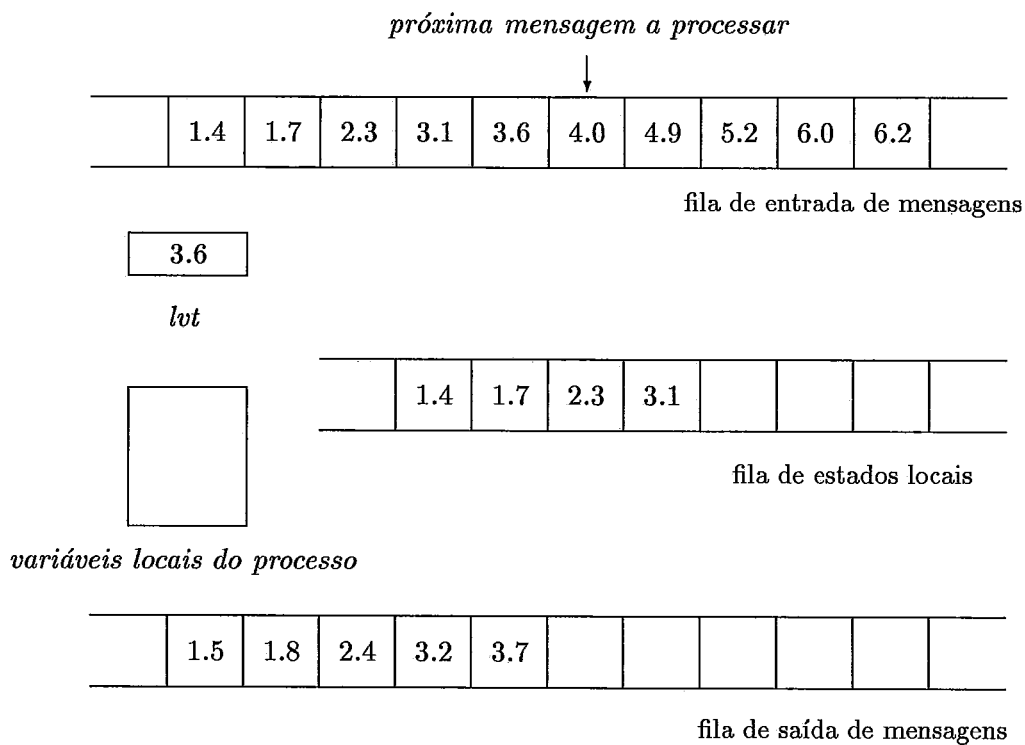 próxima mensagem a processar
1.4 1.7 2.3 3.1 3.6 4.0 4.9 5.2 6.0 6.2
fila de entrada de mensagens
3.6
lvt
1.4 1.7 2.3 3.1
fila de estados locais
variáveis locais do processo
1.5 1.8 2.4 3.2 3.7
fila de saída de mensagens